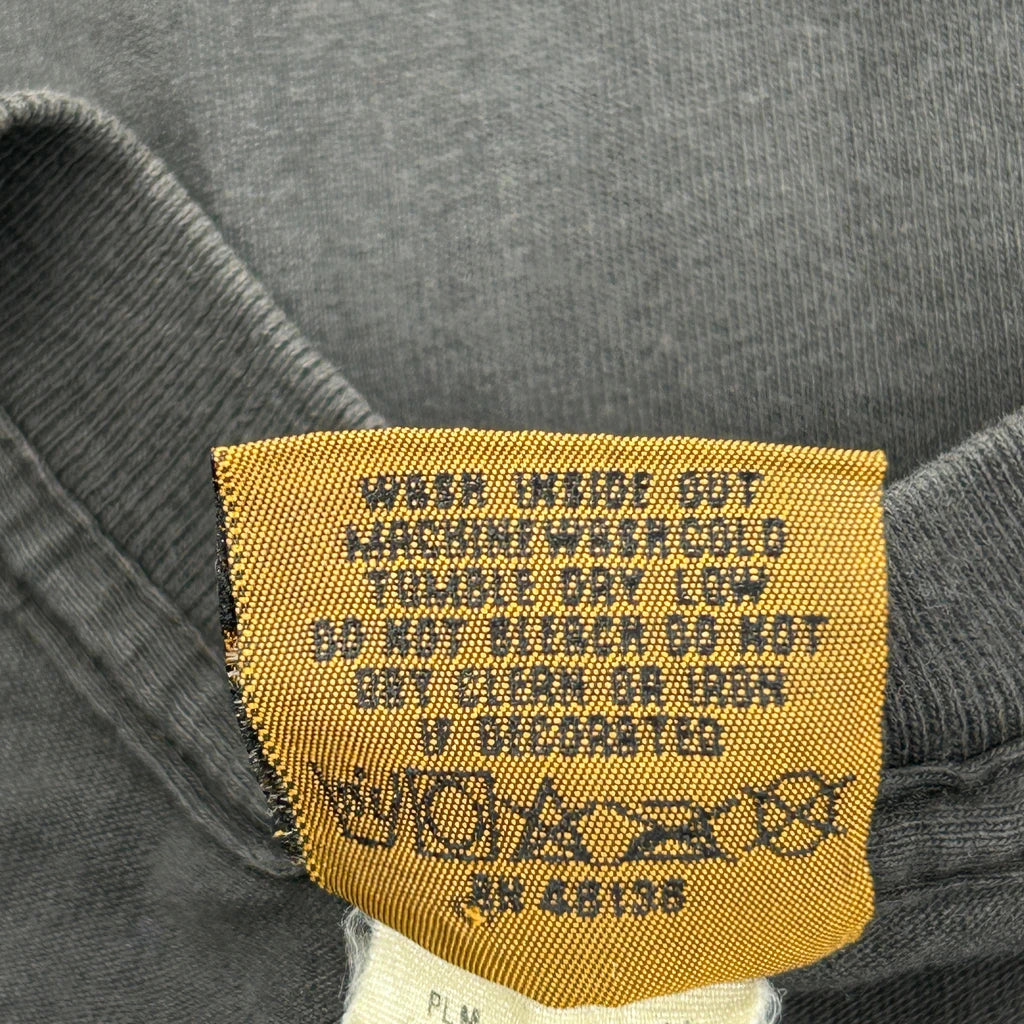 WASH INSIDE OUT
MACHINE WASH COLD
TUMBLE DRY LOW
DO NOT BLEACH DO NOT
DRY CLEAN OR IRON
IF DECORATED
RN 48136
PLM